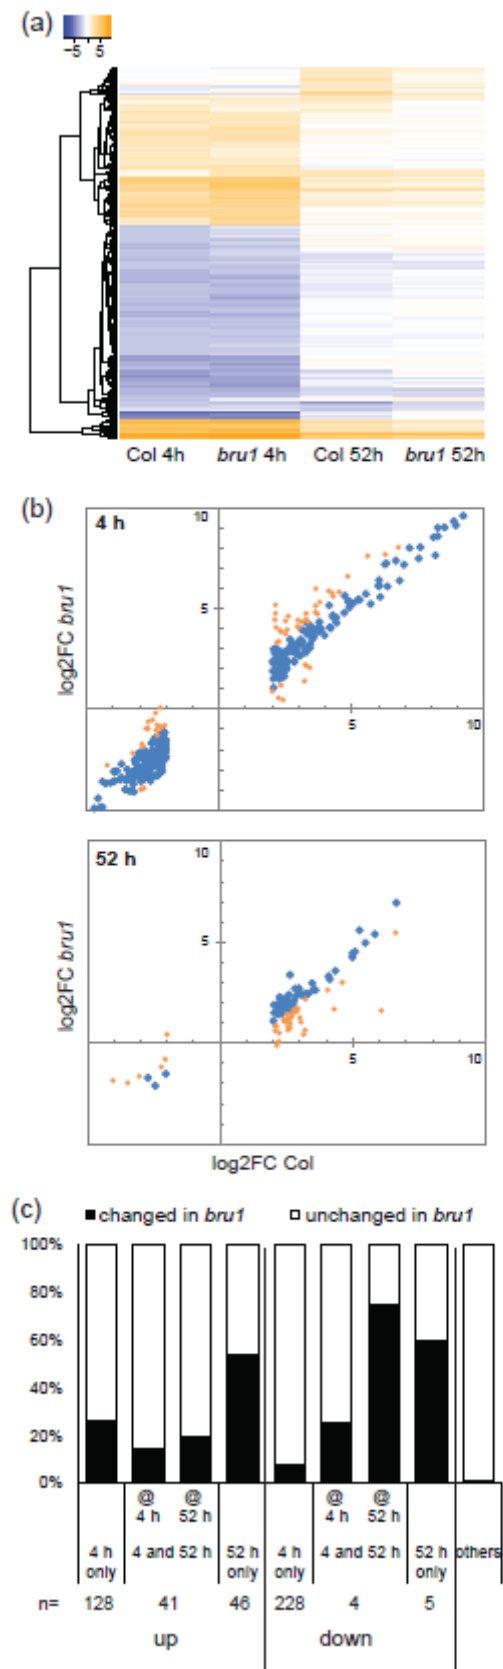 (a)
−5 5
Col 4h bru1 4h Col 52h bru1 52h
(b)
4 h
10
log2FC bru1
5
5 10
52 h
10
log2FC bru1
5
5 10
log2FC Col
(c)
changed in bru1 unchanged in bru1
100%
80%
60%
40%
20%
0%
@ @ @ @
4 h 52 h 4 h 52 h
4 h 4 and 52 h 52 h 4 h 4 and 52 h 52 h others
only only only only
n= 128 41 46 228 4 5
up down